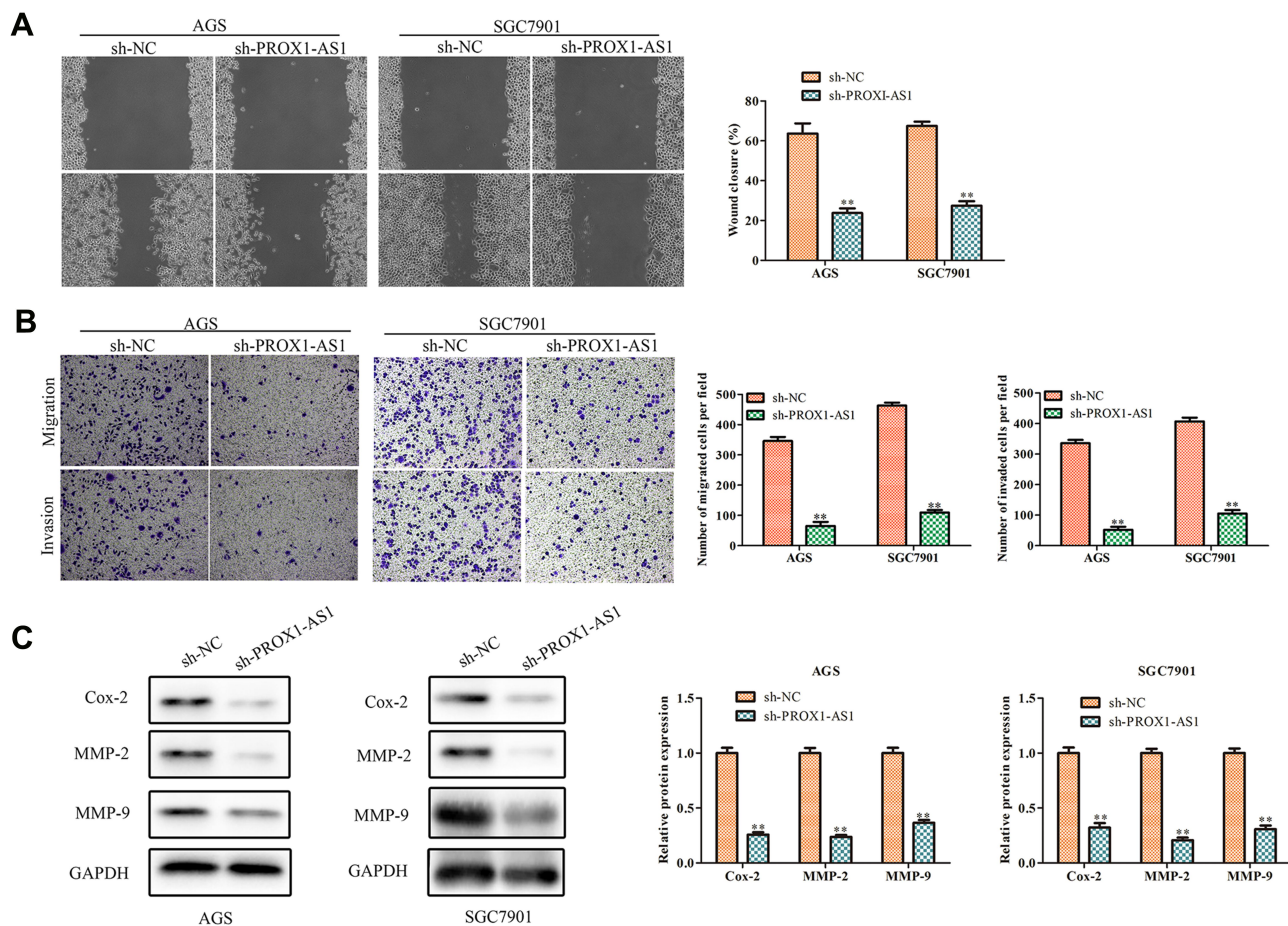 A
AGS
SGC7901
sh-NC
sh-PROX1-AS1
sh-NC
sh-PROX1-AS1
sh-NC
sh-PROXI-AS1
Wound closure (%)
80
60
40
20
0
**
**
AGS
SGC7901
B
AGS
SGC7901
sh-NC
sh-PROX1-AS1
sh-NC
sh-PROX1-AS1
Migration
Invasion
sh-NC
sh-PROX1-AS1
Number of migrated cells per field
500
400
300
200
100
0
**
**
AGS
SGC7901
sh-NC
sh-PROX1-AS1
Number of invaded cells per field
500
400
300
200
100
0
**
**
AGS
SGC7901
C
sh-NC
sh-PROX1-AS1
Cox-2
MMP-2
MMP-9
GAPDH
AGS
sh-NC
sh-PROX1-AS1
Cox-2
MMP-2
MMP-9
GAPDH
SGC7901
AGS
sh-NC
sh-PROX1-AS1
Relative protein expression
1.5
1.0
0.5
0.0
**
**
**
Cox-2
MMP-2
MMP-9
SGC7901
sh-NC
sh-PROX1-AS1
Relative protein expression
1.5
1.0
0.5
0.0
**
**
**
Cox-2
MMP-2
MMP-9